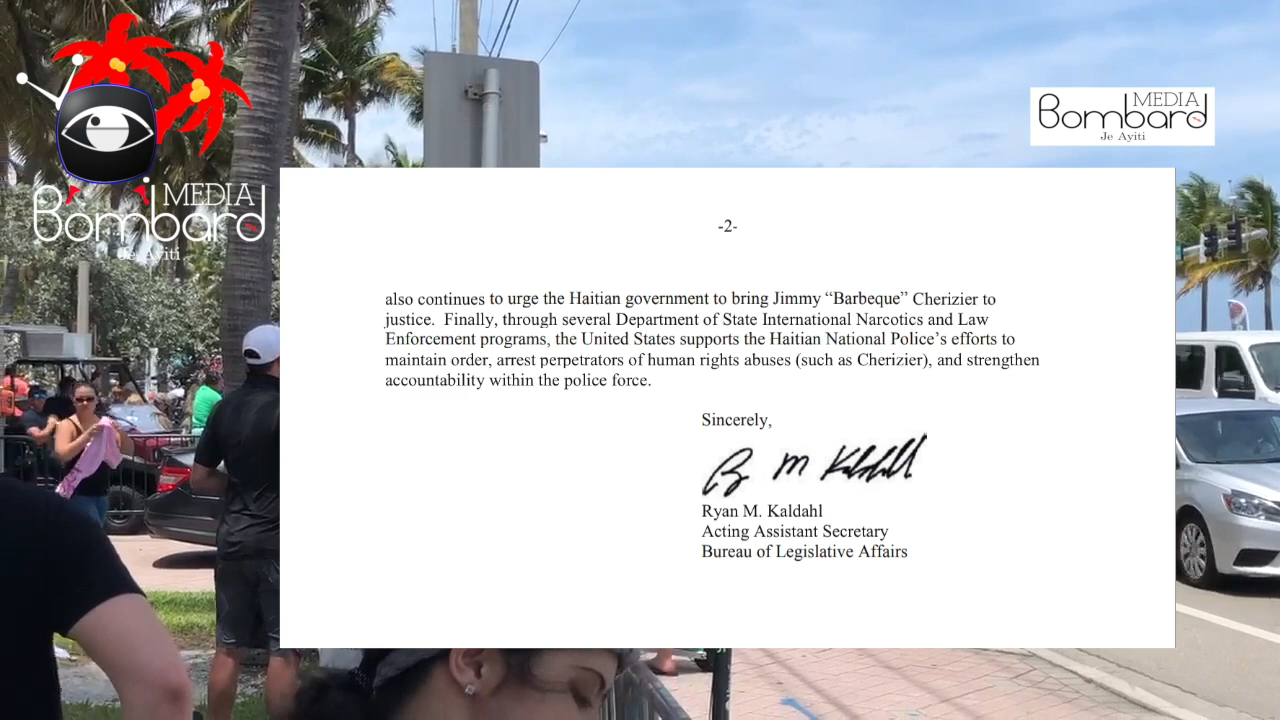 MEDIA
Bombard
Je Ayiti
MEDIA
Bombard
Je Ayiti
-2-
also continues to urge the Haitian government to bring Jimmy “Barbeque” Cherizier to
justice. Finally, through several Department of State International Narcotics and Law
Enforcement programs, the United States supports the Haitian National Police’s efforts to
maintain order, arrest perpetrators of human rights abuses (such as Cherizier), and strengthen
accountability within the police force.
Sincerely,
Ryan M. Kaldahl
Acting Assistant Secretary
Bureau of Legislative Affairs